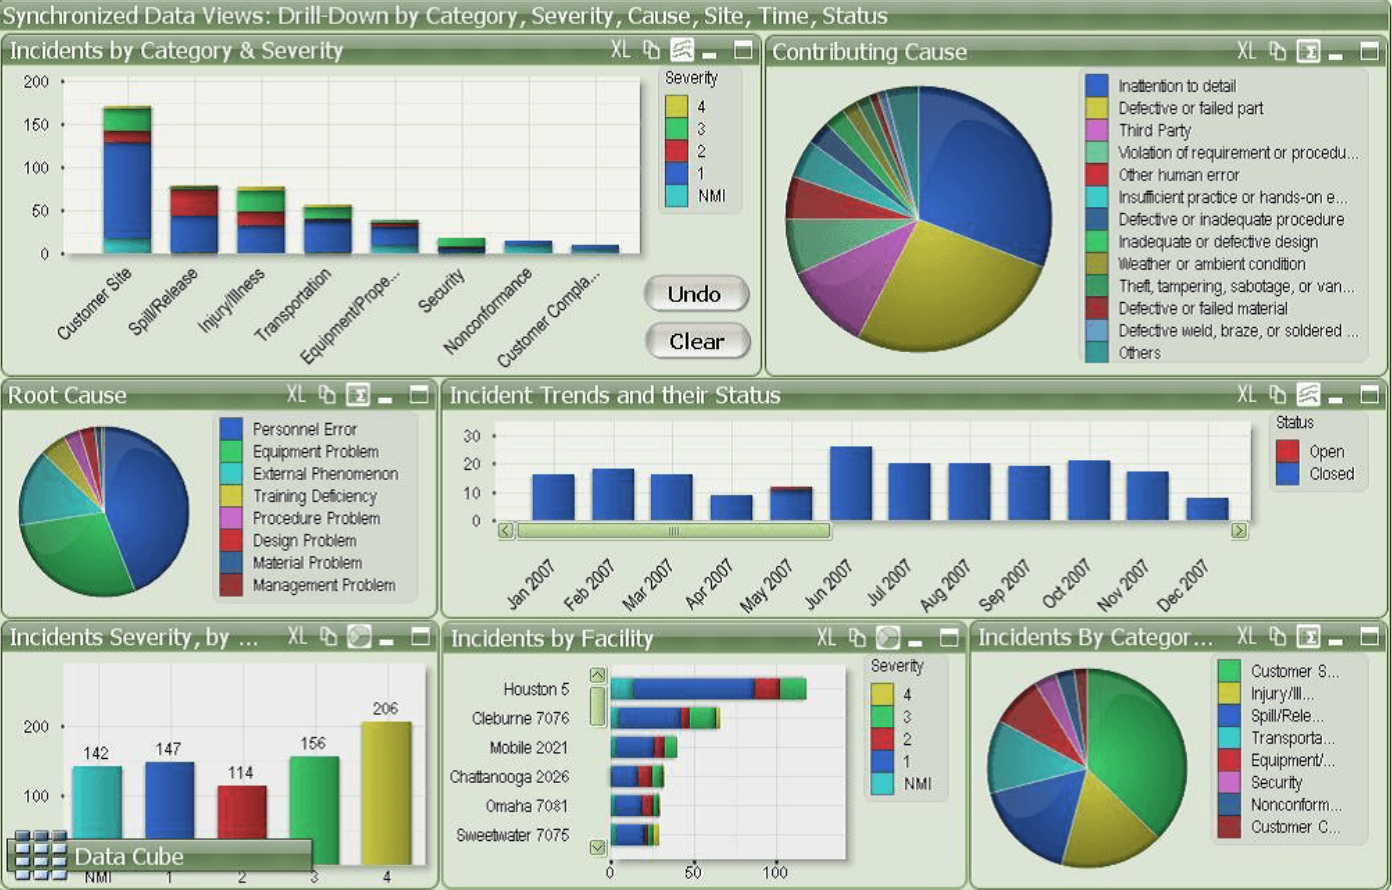 Synchronized Data Views: Drill-Down by Category, Severity, Cause, Site, Time, Status
Incidents by Category & Severity
XL
200
150
100
50
0
Customer Site
Spill/Release
Injury/Illness
Transportation
Equipment/Prope...
Security
Nonconformance
Customer Compla...
Severity
4
3
2
1
NMI
Undo
Clear
Contributing Cause
XL
Inattention to detail
Defective or failed part
Third Party
Violation of requirement or procedu...
Other human error
Insufficient practice or hands-on e...
Defective or inadequate procedure
Inadequate or defective design
Weather or ambient condition
Theft, tampering, sabotage, or van...
Defective or failed material
Defective weld, braze, or soldered ...
Others
Root Cause
XL
Personnel Error
Equipment Problem
External Phenomenon
Training Deficiency
Procedure Problem
Design Problem
Material Problem
Management Problem
Incident Trends and their Status
XL
30
20
10
0
Jan 2007
Feb 2007
Mar 2007
Apr 2007
May 2007
Jun 2007
Jul 2007
Aug 2007
Sep 2007
Oct 2007
Nov 2007
Dec 2007
Status
Open
Closed
Incidents Severity, by ...
XL
200
100
142
147
114
156
206
NMI
1
2
3
4
Data Cube
Incidents by Facility
XL
Houston 5
Cleburne 7076
Mobile 2021
Chattanooga 2026
Omaha 7081
Sweetwater 7075
0
50
100
Severity
4
3
2
1
NMI
Incidents By Categor...
XL
Customer S...
Injury/Ill...
Spill/Rele...
Transporta...
Equipment/...
Security
Nonconform...
Customer C...